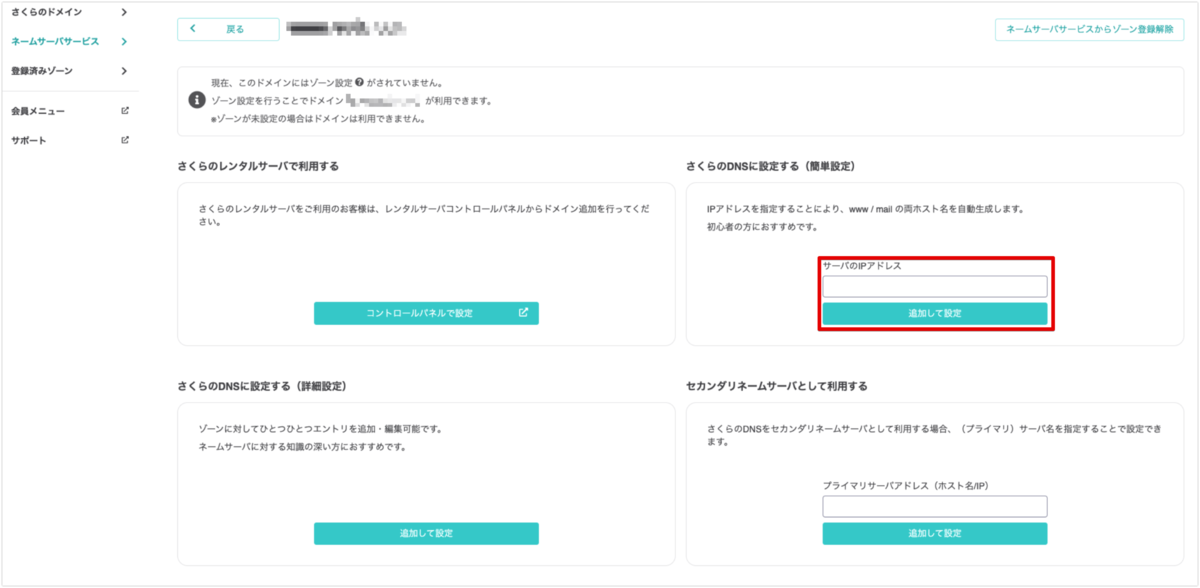 さくらのドメイン
ネームサーバサービス
登録済みゾーン
会員メニュー
サポート
戻る
ネームサーバサービスからゾーン登録解除
現在、このドメインにはゾーン設定 ? がされていません。
ゾーン設定を行うことでドメイン が利用できます。
※ゾーンが未設定の場合はドメインは利用できません。
さくらのレンタルサーバで利用する
さくらのレンタルサーバをご利用のお客様は、レンタルサーバコントロールパネルからドメイン追加を行ってくだ
さい。
コントロールパネルで設定
さくらのDNSに設定する（簡単設定）
IPアドレスを指定することにより、www / mail の両ホスト名を自動生成します。
初心者の方におすすめです。
サーバのIPアドレス
追加して設定
さくらのDNSに設定する（詳細設定）
ゾーンに対してひとつひとつエントリを追加・編集可能です。
ネームサーバに対する知識の深い方におすすめです。
追加して設定
セカンダリネームサーバとして利用する
さくらのDNSをセカンダリネームサーバとして利用する場合、（プライマリ）サーバ名を指定することで設定でき
ます。
プライマリサーバアドレス（ホスト名/IP）
追加して設定